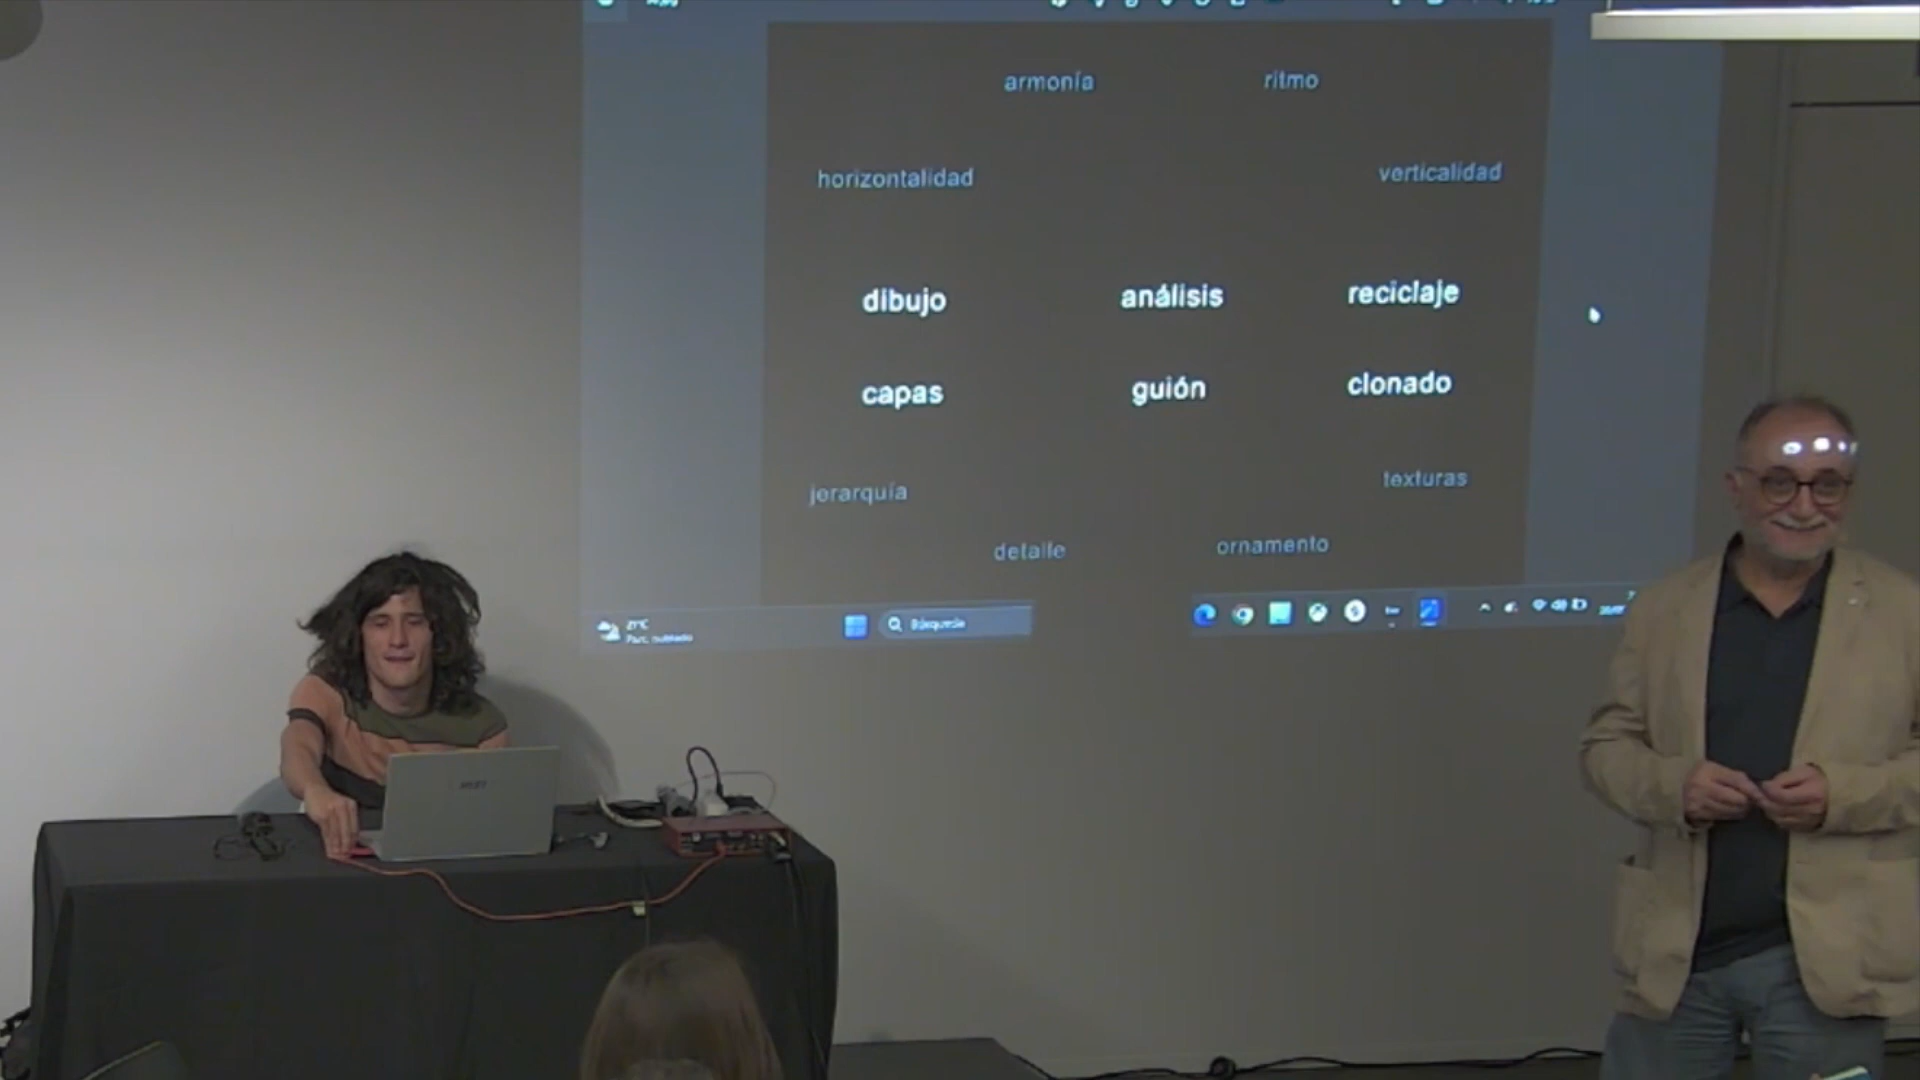 armonía ritmo
horizontalidad verticalidad
dibujo análisis reciclaje
capas guión clonado
jerarquía texturas
detalle ornamento
Búsqueda